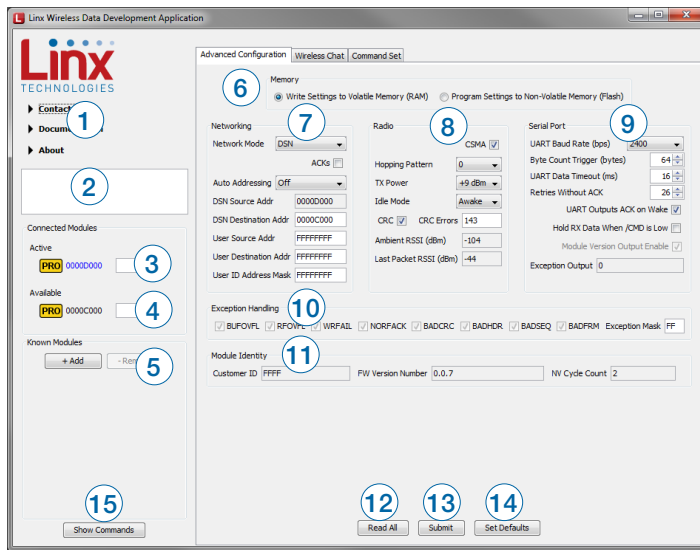 Linx Wireless Data Development Application
Linx
TECHNOLOGIES
1
Documen
About
2
Connected Modules
Active
PRO 0000D000
3
Available
PRO 0000C000
4
Known Modules
+ Add
5
15
Show Commands
Advanced Configuration Wireless Chat Command Set
6
Memory
Write Settings to Volatile Memory (RAM) Program Settings to Non-Volatile Memory (Flash)
Networking
7
Network Mode DSN
ACKs
Auto Addressing Off
DSN Source Addr 0000D000
DSN Destination Addr 0000C000
User Source Addr FFFFFFFF
User Destination Addr FFFFFFFF
User ID Address Mask FFFFFFFF
Radio
8
CSMA
Hopping Pattern 0
TX Power +9 dBm
Idle Mode Awake
CRC CRC Errors 143
Ambient RSSI (dBm) -104
Last Packet RSSI (dBm) -44
Serial Port
9
UART Baud Rate (bps) 2400
Byte Count Trigger (bytes) 64
UART Data Timeout (ms) 16
Retries Without ACK 26
UART Outputs ACK on Wake
Hold RX Data When /CMD is Low
Module Version Output Enable
Exception Output 0
Exception Handling
10
BUFOVFL RFOVFL WRFAIL NORFACK BADCRC BADHDR BADSEQ BADFRM Exception Mask FF
Module Identity
11
Customer ID FFFF FW Version Number 0.0.7 NV Cycle Count 2
12
13
14
Read All Submit Set Defaults